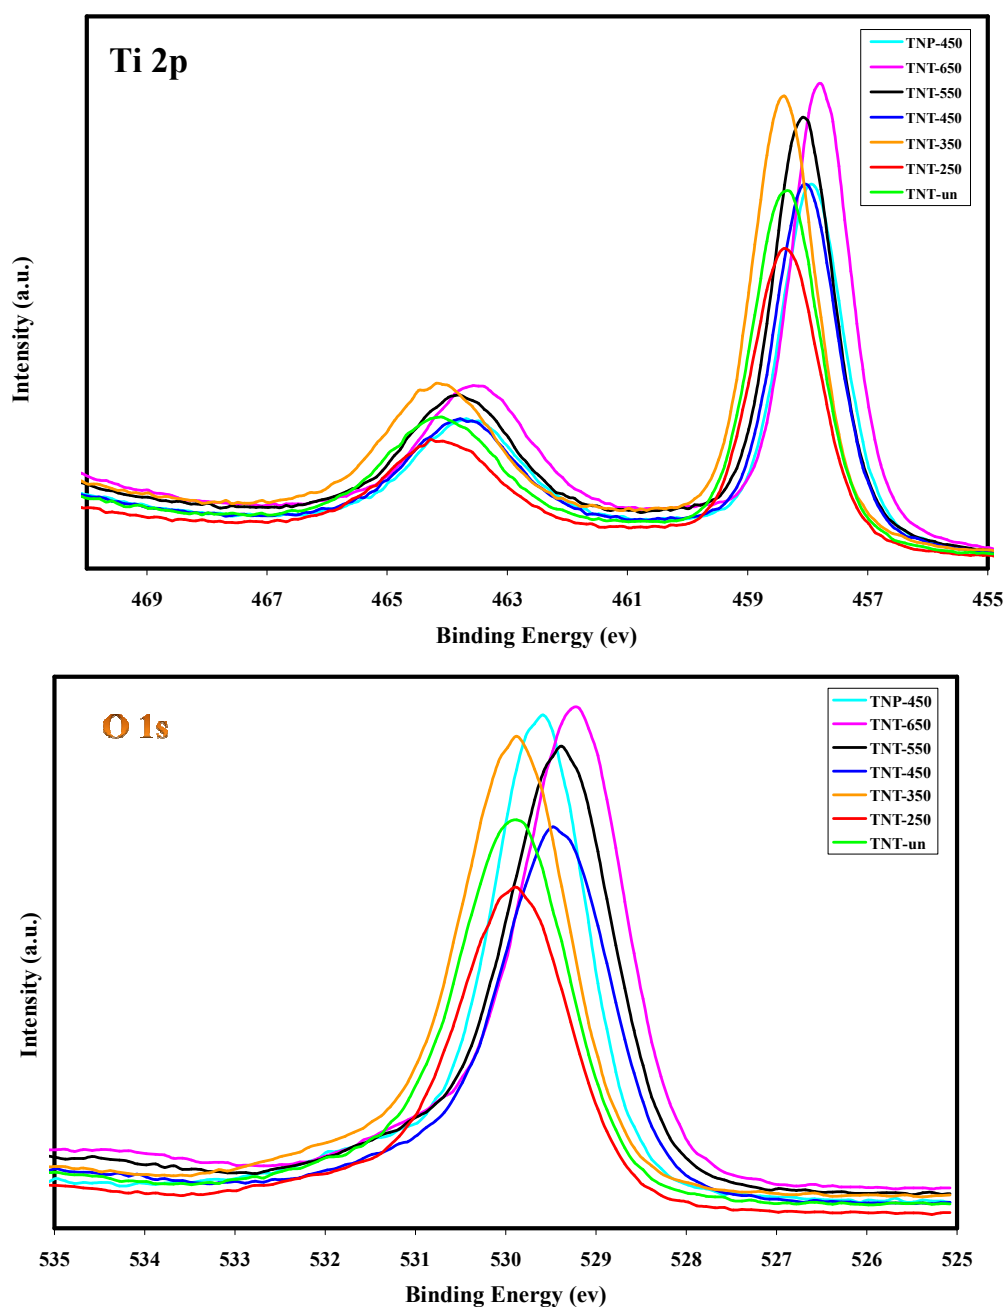 Ti 2p
TNP-450
TNT-650
TNT-550
TNT-450
TNT-350
TNT-250
TNT-un
Intensity (a.u.)
469 467 465 463 461 459 457 455
Binding Energy (ev)
O 1s
TNP-450
TNT-650
TNT-550
TNT-450
TNT-350
TNT-250
TNT-un
Intensity (a.u.)
535 534 533 532 531 530 529 528 527 526 525
Binding Energy (ev)